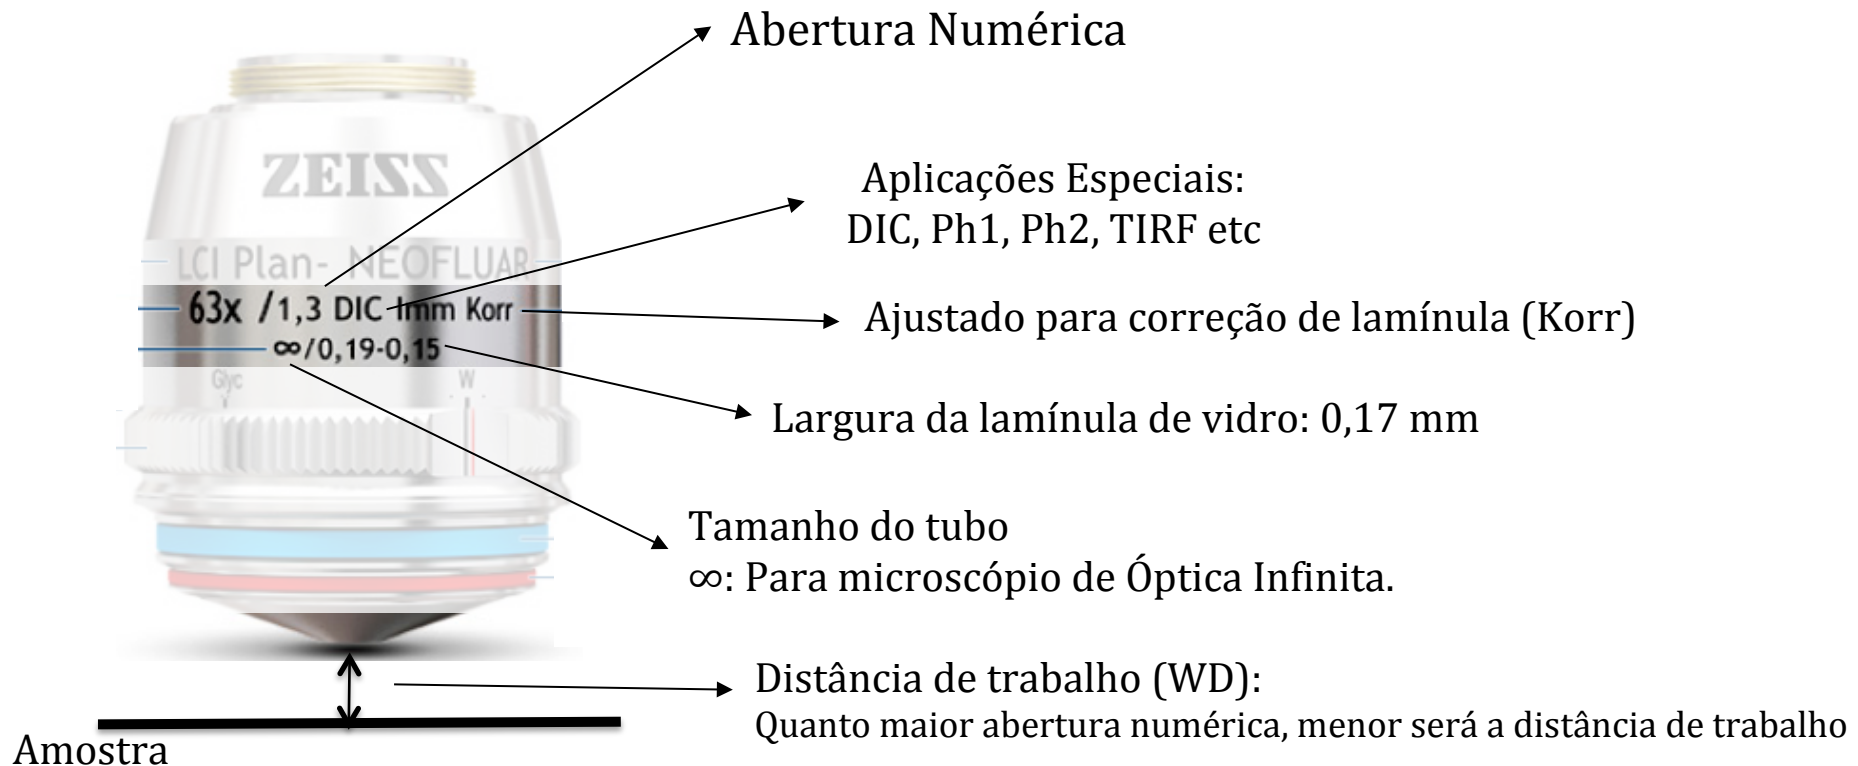 Abertura Numérica
ZEISS
Aplicações Especiais:
DIC, Ph1, Ph2, TIRF etc
LCI Plan- NEOFLUAR
63x /1,3 DIC Imm Korr
Ajustado para correção de lamínula (Korr)
∞/0,19-0,15
Glyc
W
Largura da lamínula de vidro: 0,17 mm
Tamanho do tubo
∞: Para microscópio de Óptica Infinita.
Distância de trabalho (WD):
Quanto maior abertura numérica, menor será a distância de trabalho
Amostra